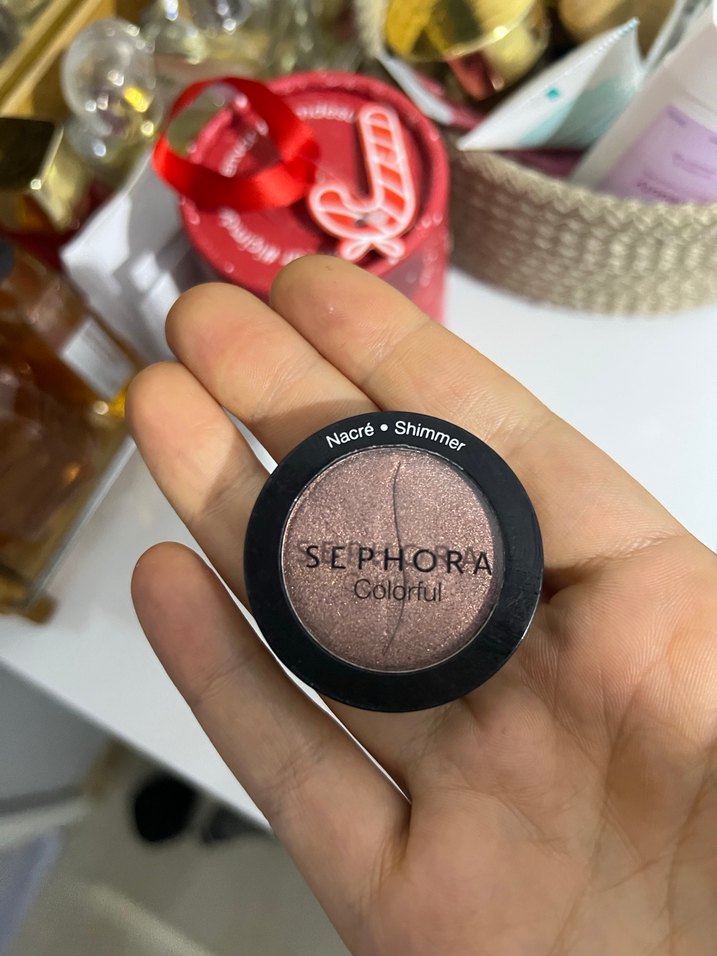 Nacré • Shimmer
SEPHORA
Colorful